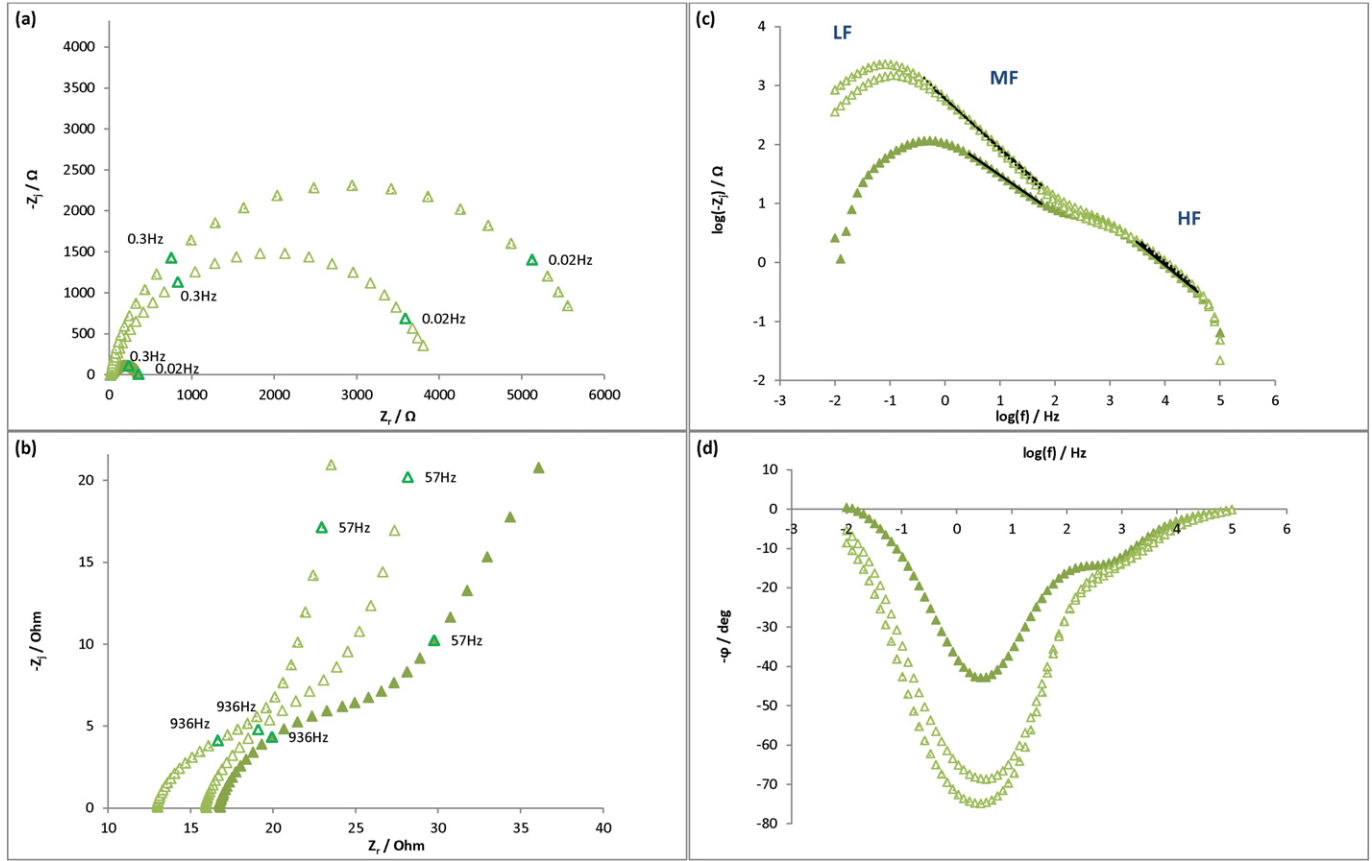 (a)
4000
3500
3000
2500
2000
1500
1000
500
0
-Zj / Ω
0.3Hz
0.3Hz
0.02Hz
0.02Hz
0.3Hz
0.02Hz
0 1000 2000 3000 4000 5000 6000
Zr / Ω
(b)
20
15
10
5
0
-Zj / Ohm
57Hz
57Hz
57Hz
936Hz
936Hz
936Hz
10 15 20 25 30 35 40
Zr / Ohm
(c)
4
3
2
1
0
-1
-2
log(-Zj) / Ω
LF
MF
HF
-3 -2 -1 0 1 2 3 4 5 6
log(f) / Hz
(d)
log(f) / Hz
10
0
-10
-20
-30
-40
-50
-60
-70
-80
-φ / deg
-3 -2 -1 0 1 2 3 4 5 6